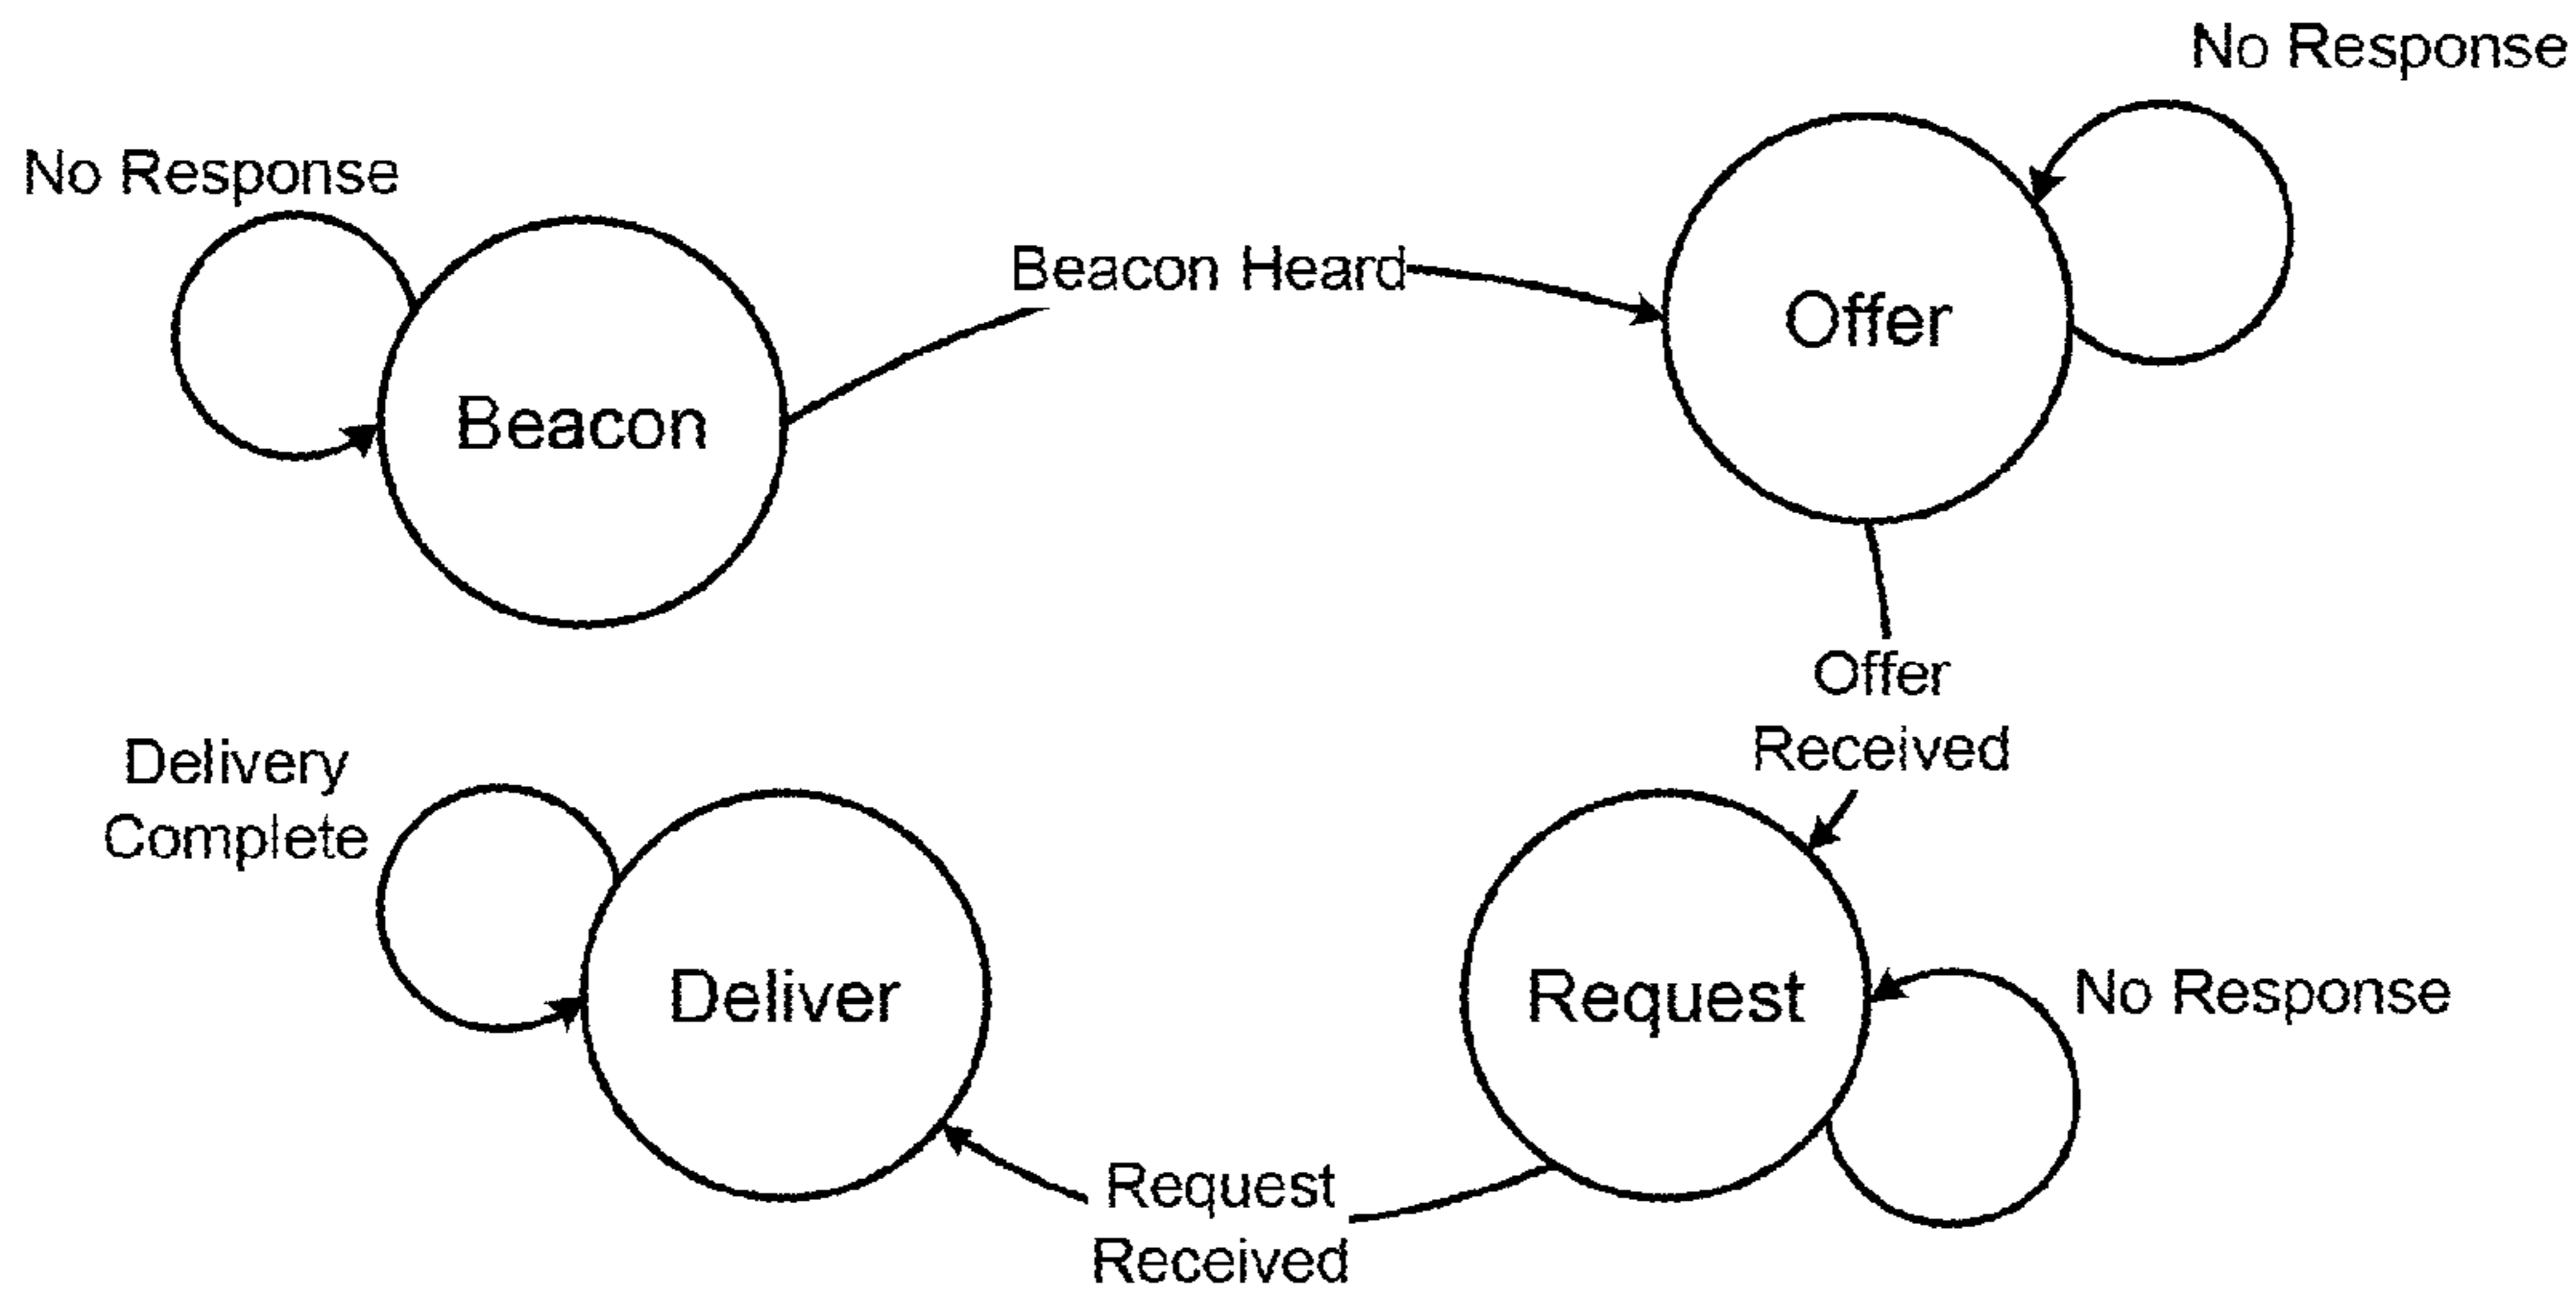 No Response
No Response
Beacon Heard
Offer
Beacon
Offer
Received
Delivery
Complete
Deliver
Request
No Response
Request
Received